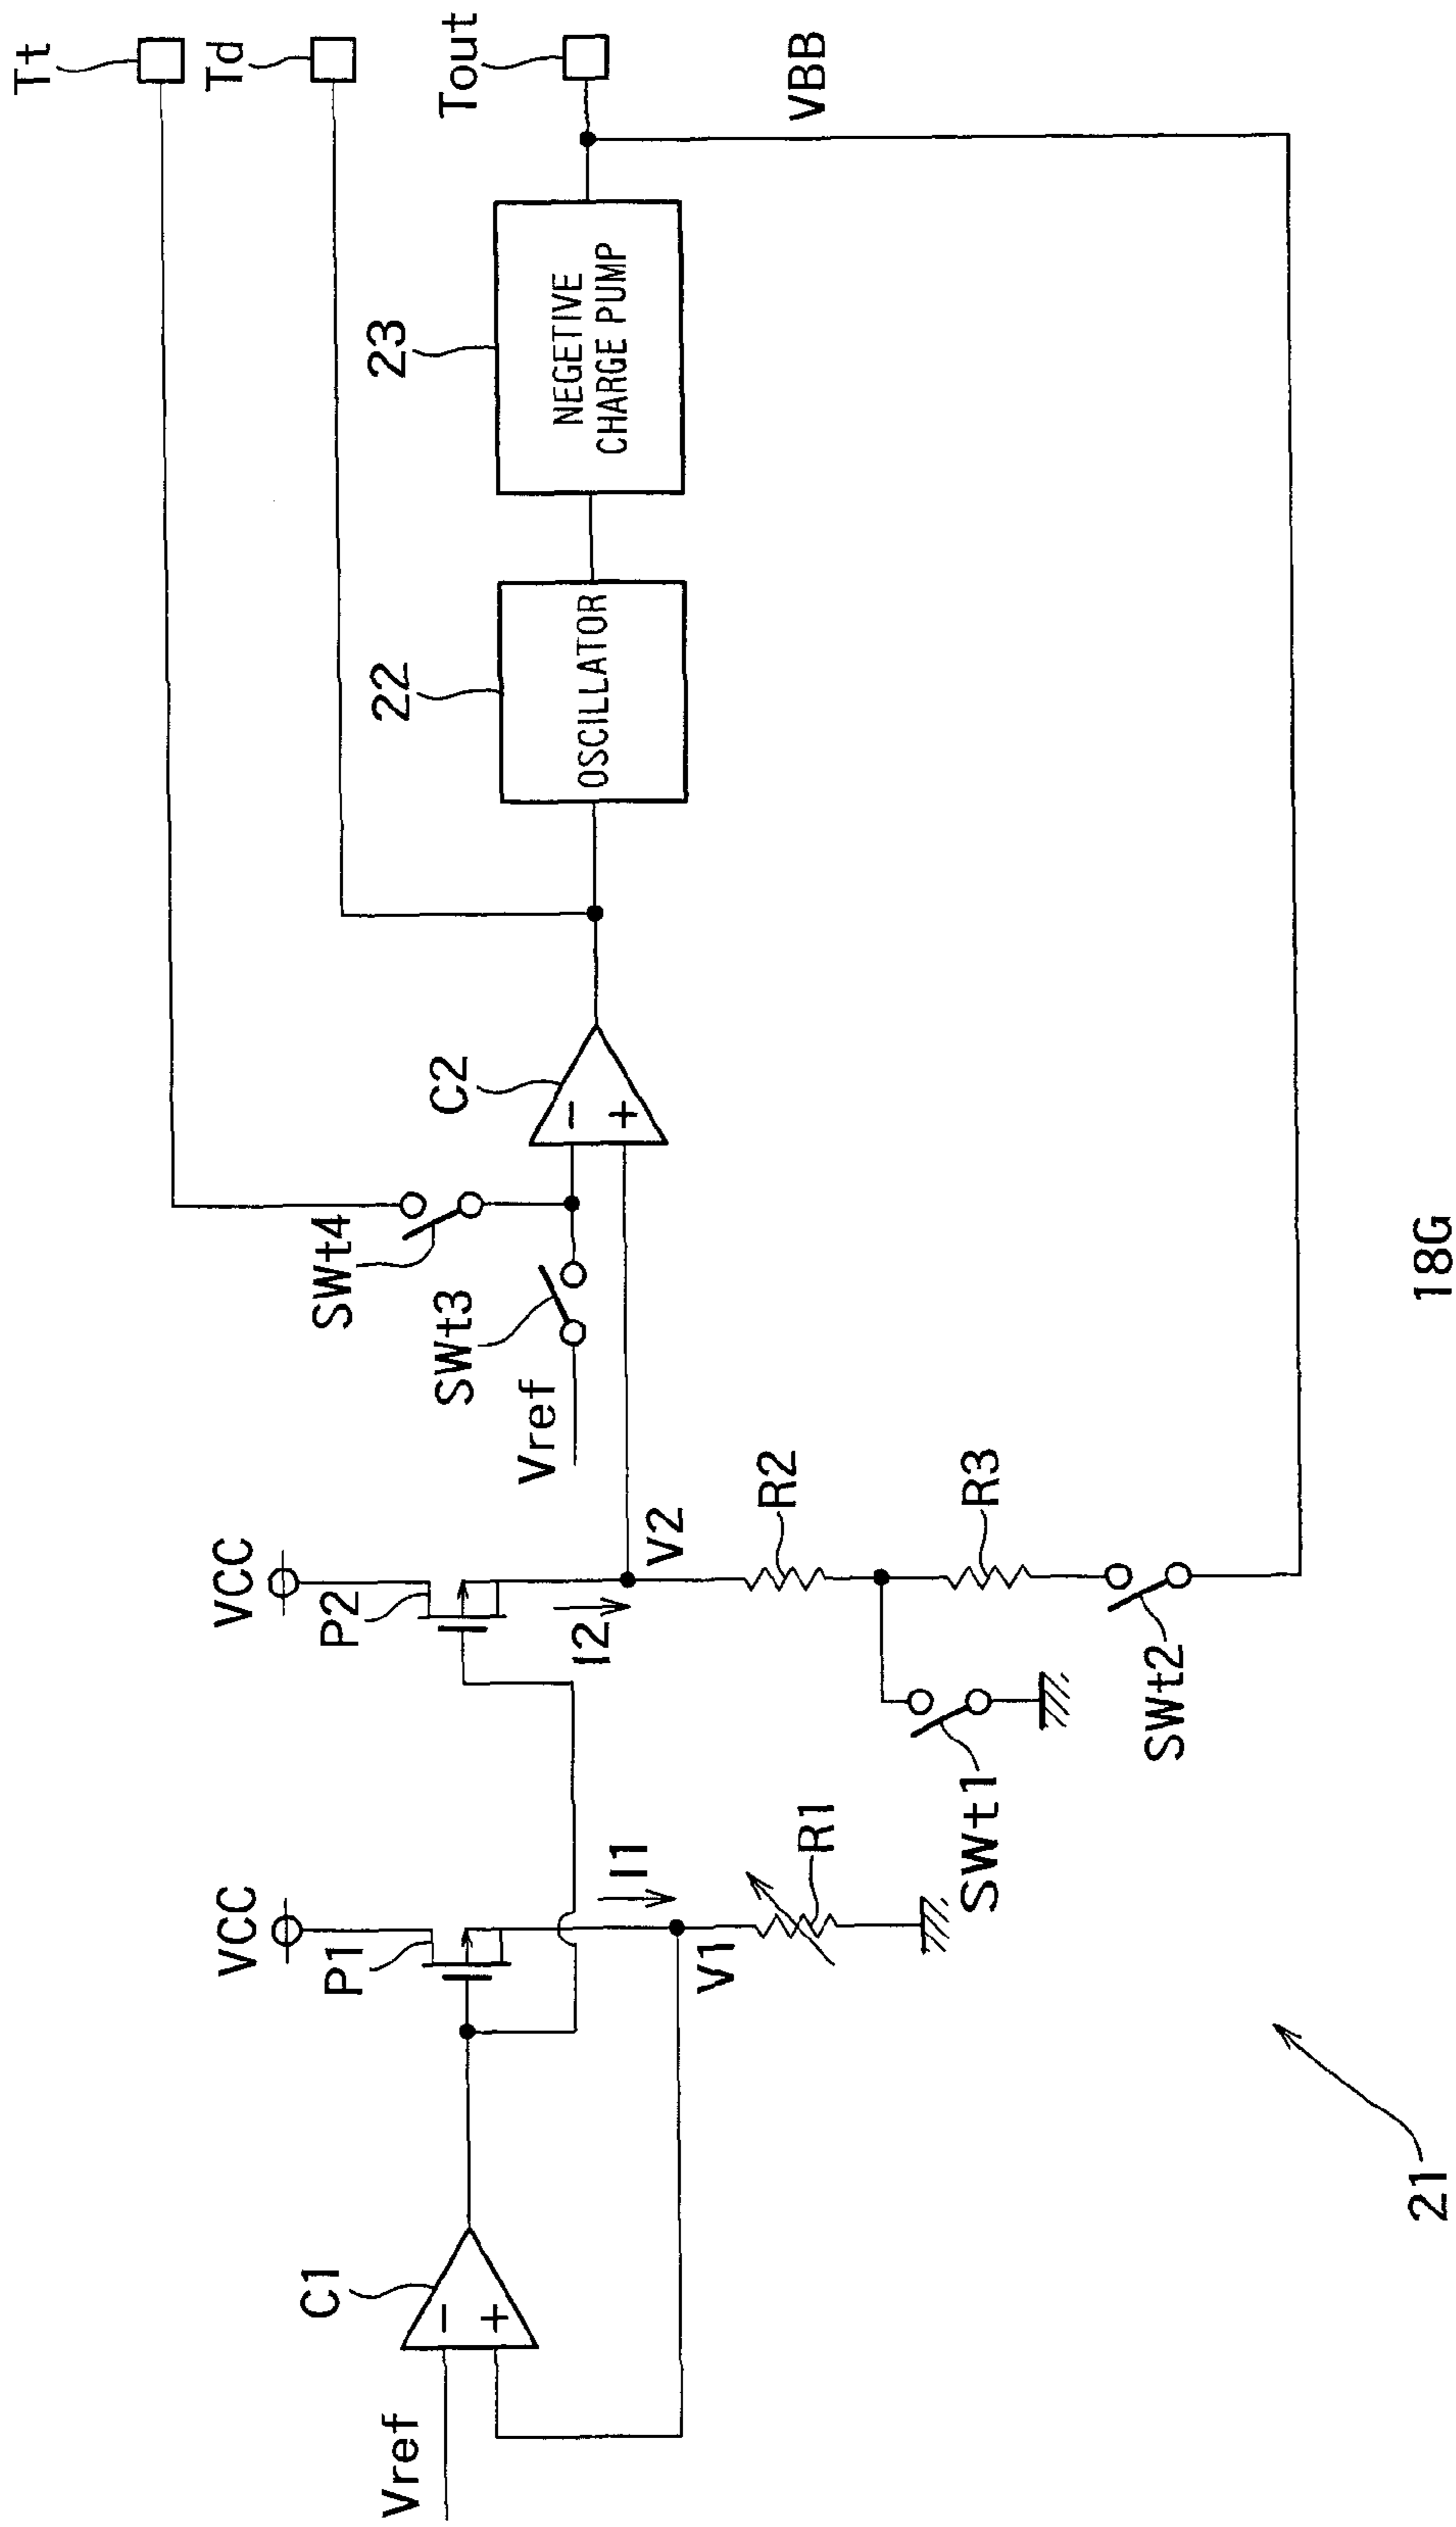 Tt
Td
Tout
VBB
23
NEGETIVE
CHARGE PUMP
22
OSCILLATOR
C2
SWt4
SWt3
Vref
VCC
P2
I2
V2
R2
R3
SWt1
SWt2
VCC
P1
I1
V1
R1
C1
Vref
21
18G